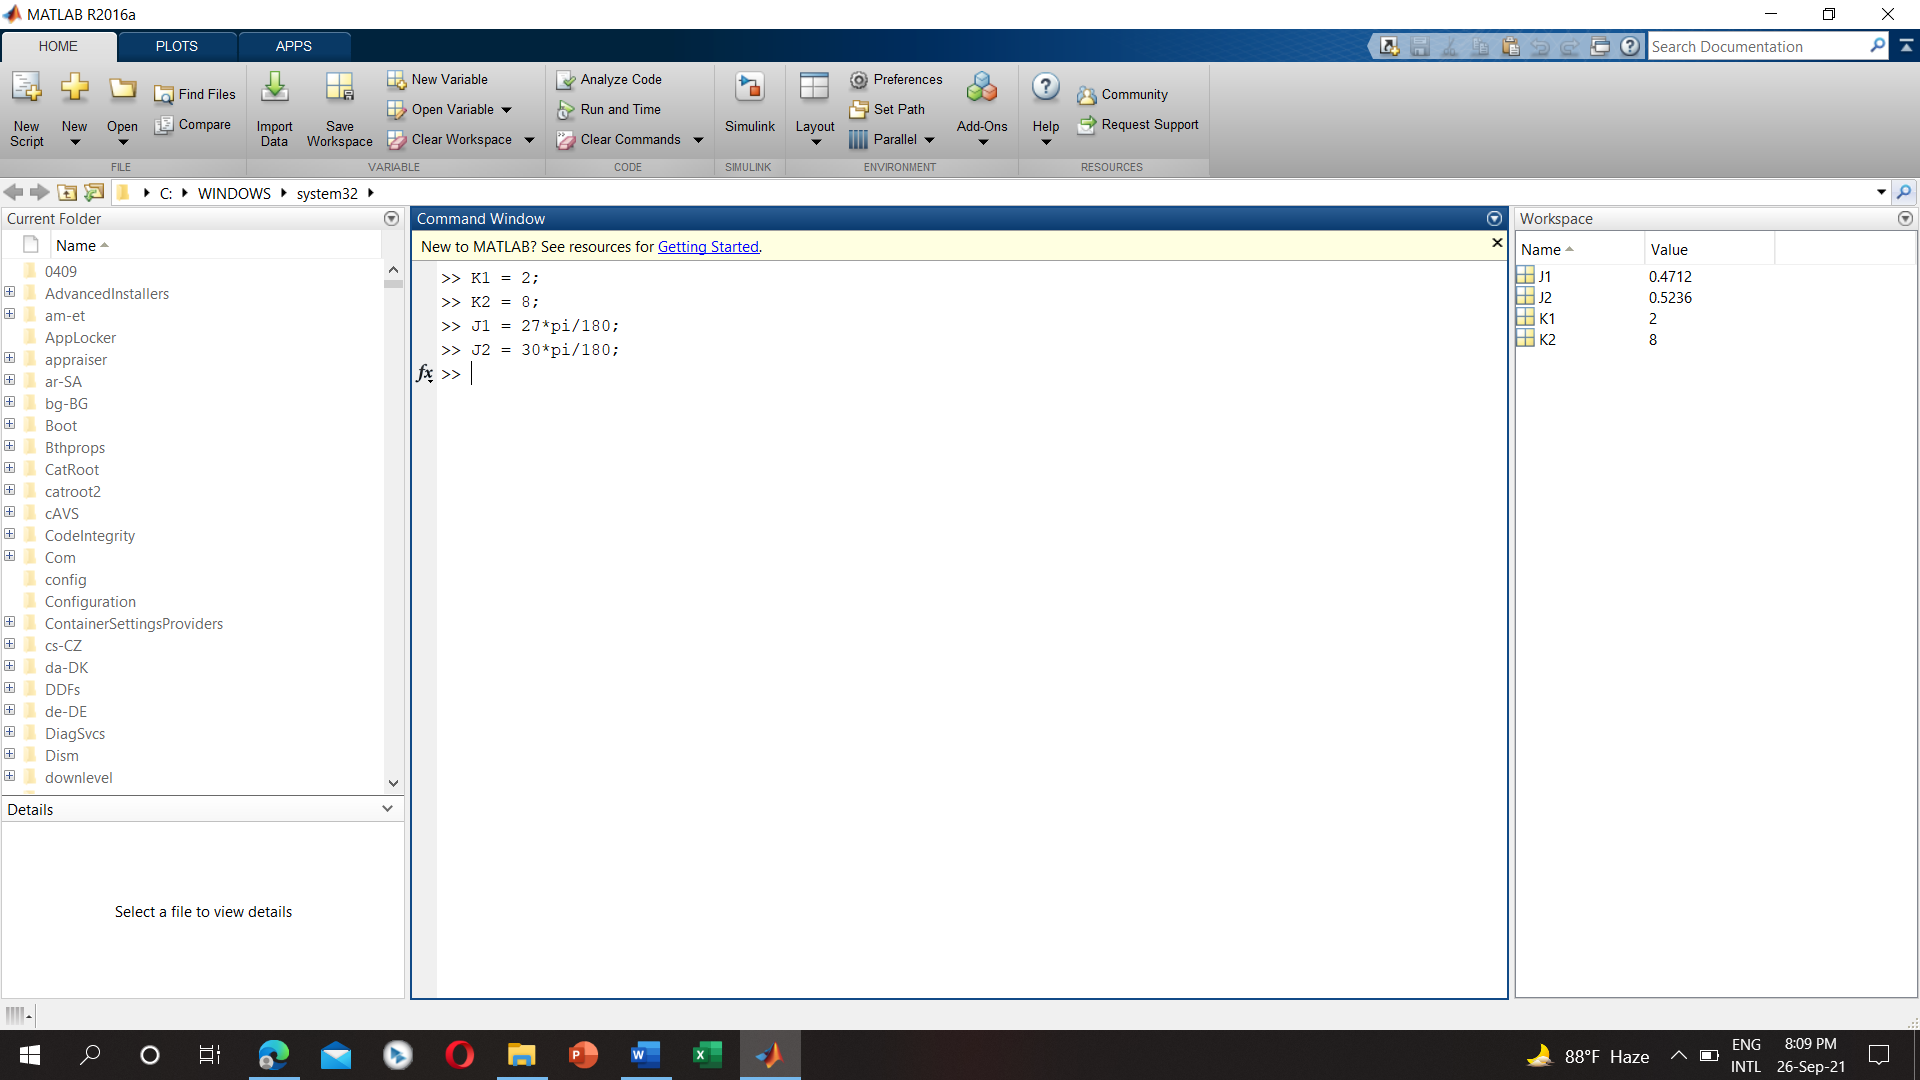 MATLAB R2016a
HOME PLOTS APPS
Search Documentation
New Script
New
Open
Find Files
Compare
FILE
Import Data
Save Workspace
New Variable
Open Variable
Clear Workspace
VARIABLE
Analyze Code
Run and Time
Clear Commands
CODE
Simulink
SIMULINK
Layout
Preferences
Set Path
Parallel
Add-Ons
ENVIRONMENT
Help
Community
Request Support
RESOURCES
C: WINDOWS system32
Current Folder
Name
0409
AdvancedInstallers
am-et
AppLocker
appraiser
ar-SA
bg-BG
Boot
Bthprops
CatRoot
catroot2
cAVS
CodeIntegrity
Com
config
Configuration
ContainerSettingsProviders
cs-CZ
da-DK
DDFs
de-DE
DiagSvcs
Dism
downlevel
Details
Select a file to view details
Command Window
New to MATLAB? See resources for Getting Started.
>> K1 = 2;
>> K2 = 8;
>> J1 = 27*pi/180;
>> J2 = 30*pi/180;
fx >>
Workspace
Name Value
J1 0.4712
J2 0.5236
K1 2
K2 8
88°F Haze
ENG
INTL
8:09 PM
26-Sep-21